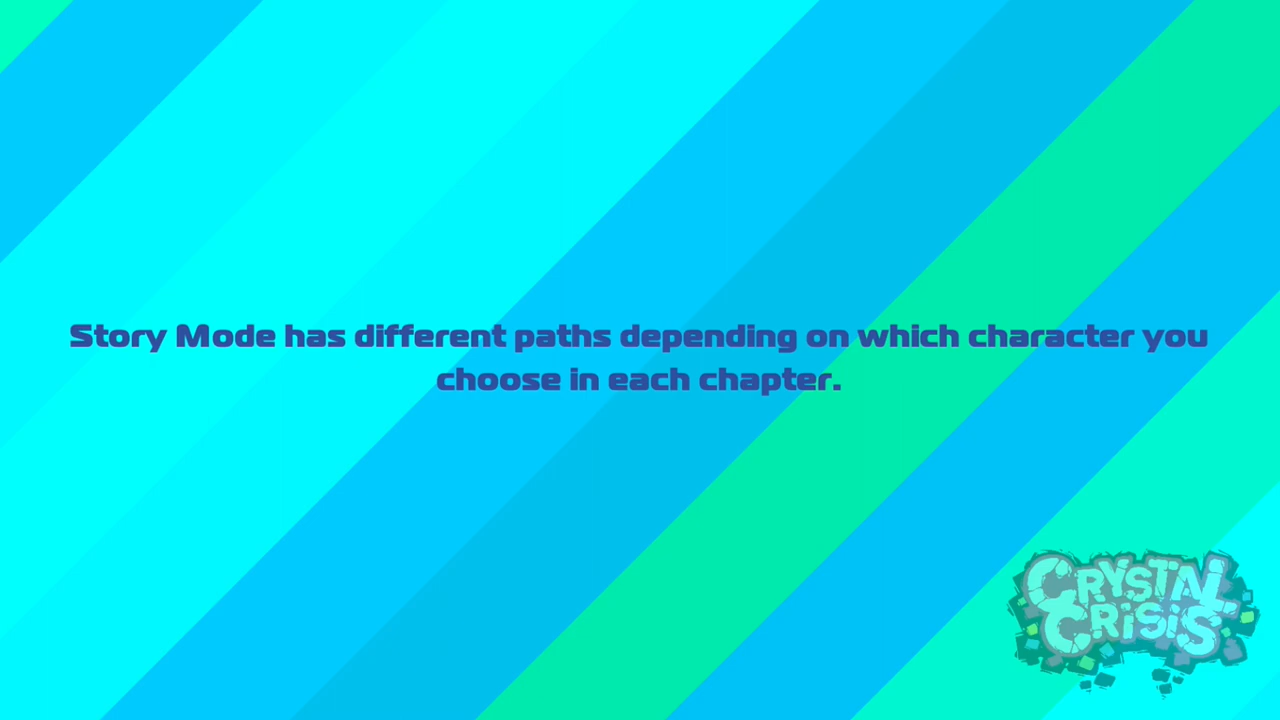 Story Mode has different paths depending on which character you
choose in each chapter.
CRYSTAL
CRISIS